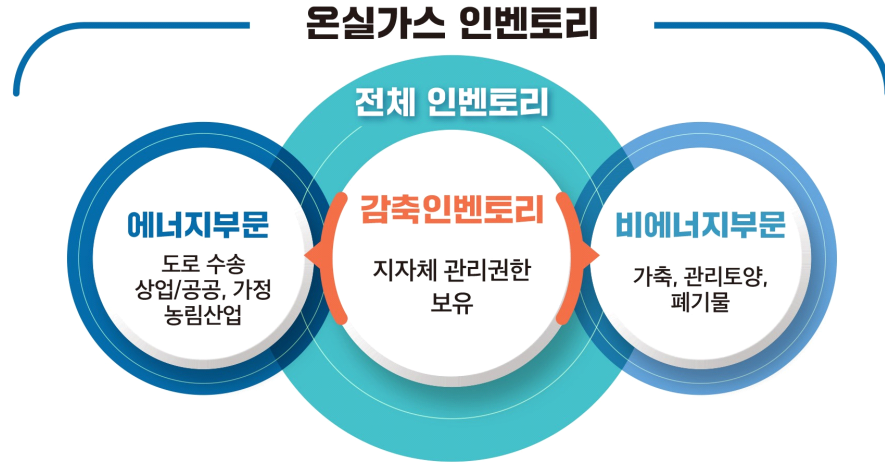 온실가스 인벤토리
전체 인벤토리
에너지부문
도로 수송
상업/공공, 가정
농림산업
감축인벤토리
지자체 관리권한
보유
비에너지부문
가축, 관리토양,
폐기물